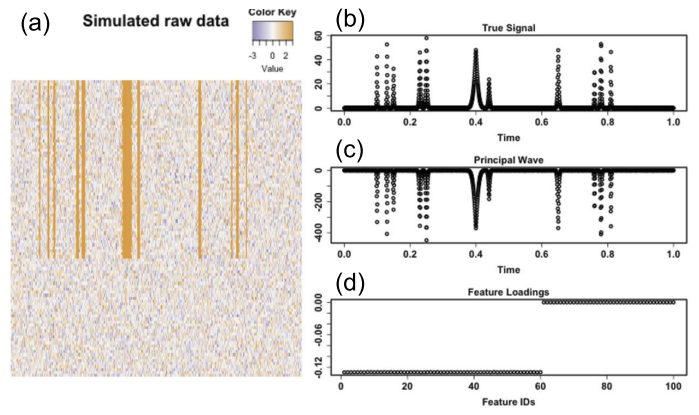 (a)
Simulated raw data
Color Key
-3 0 2
Value
(b)
True Signal
60
40
20
0
0.0 0.2 0.4 0.6 0.8 1.0
Time
(c)
Principal Wave
0
-200
-400
0.0 0.2 0.4 0.6 0.8 1.0
Time
(d)
Feature Loadings
0.00
-0.06
-0.12
0 20 40 60 80 100
Feature IDs